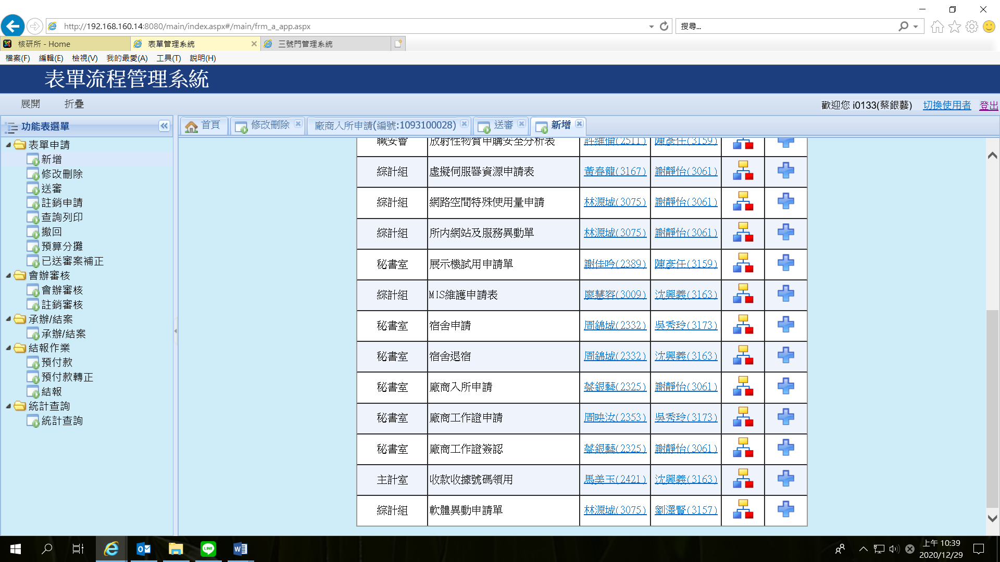 http://192.168.160.14:8080/main/index.aspx#/main/frm_a_app.aspx
搜尋...
核研所 - Home
表單管理系統
三號門管理系統
檔案(F) 編輯(E) 檢視(V) 我的最愛(A) 工具(T) 說明(H)
表單流程管理系統
展開 折疊
歡迎您 i0133(蔡銀藝) 切換使用者 登出
功能表選單
首頁 修改刪除 廠商入所申請(編號:1093100028) 送審 新增
表單申請
新增
修改刪除
送審
註銷申請
查詢列印
撤回
預算分攤
已送審案補正
會辦審核
會辦審核
註銷審核
承辦/結案
承辦/結案
結報作業
預付款
預付款轉正
結報
統計查詢
統計查詢
職安會 放射性物質申購安全分析表 許維倫(2511) 陳彥任(3159)
綜計組 虛擬伺服器資源申請表 黃春龍(3167) 謝靜怡(3061)
綜計組 網路空間特殊使用量申請 林源城(3075) 謝靜怡(3061)
綜計組 所內網站及服務異動單 林源城(3075) 謝靜怡(3061)
秘書室 展示機試用申請單 謝佳吟(2389) 陳彥任(3159)
綜計組 MIS維護申請表 廖慧容(3009) 沈興義(3163)
秘書室 宿舍申請 周錦城(2332) 吳秀玲(3173)
秘書室 宿舍退宿 周錦城(2332) 沈興義(3163)
秘書室 廠商入所申請 蔡銀藝(2325) 謝靜怡(3061)
秘書室 廠商工作證申請 周映汝(2353) 吳秀玲(3173)
秘書室 廠商工作證簽認 蔡銀藝(2325) 謝靜怡(3061)
主計室 收款收據號碼領用 馬美玉(2421) 沈興義(3163)
綜計組 軟體異動申請單 林源城(3075) 劉澤賢(3157)
上午 10:39
2020/12/29